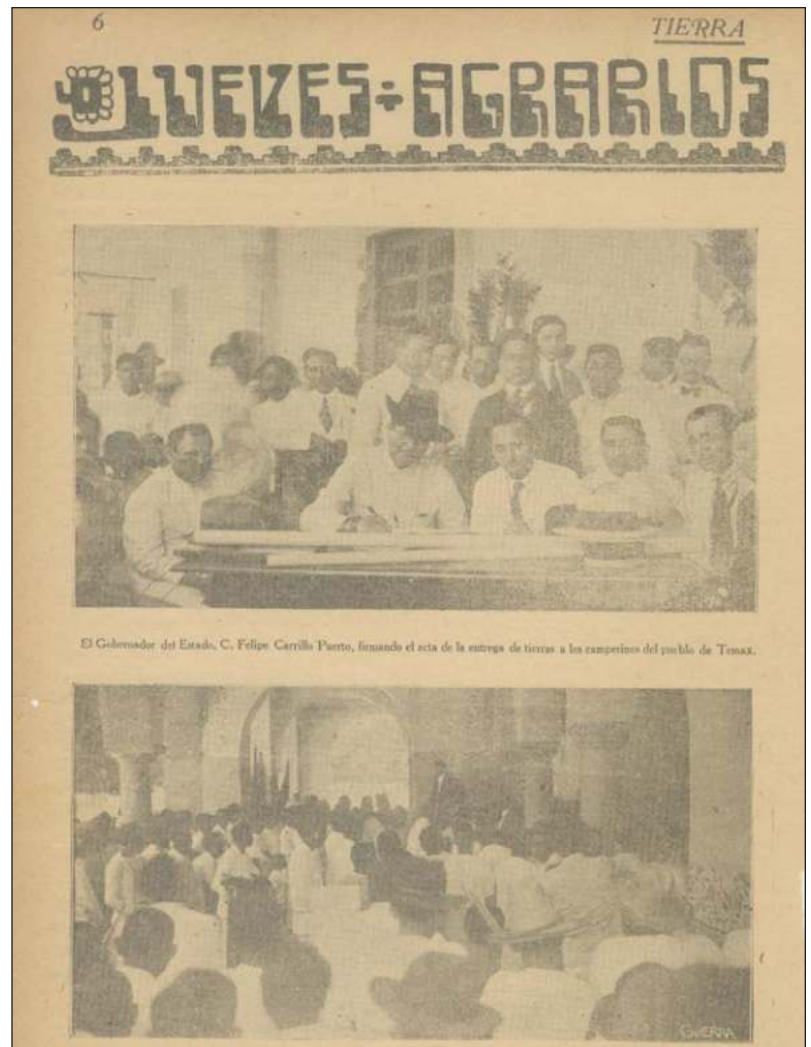 6
TIERRA
JUEVES÷AGRARIOS
El Gobernador del Estado, C. Felipe Carrillo Puerto, firmando el acta de la entrega de tierras a los campesinos del pueblo de Temax.
GUERRA